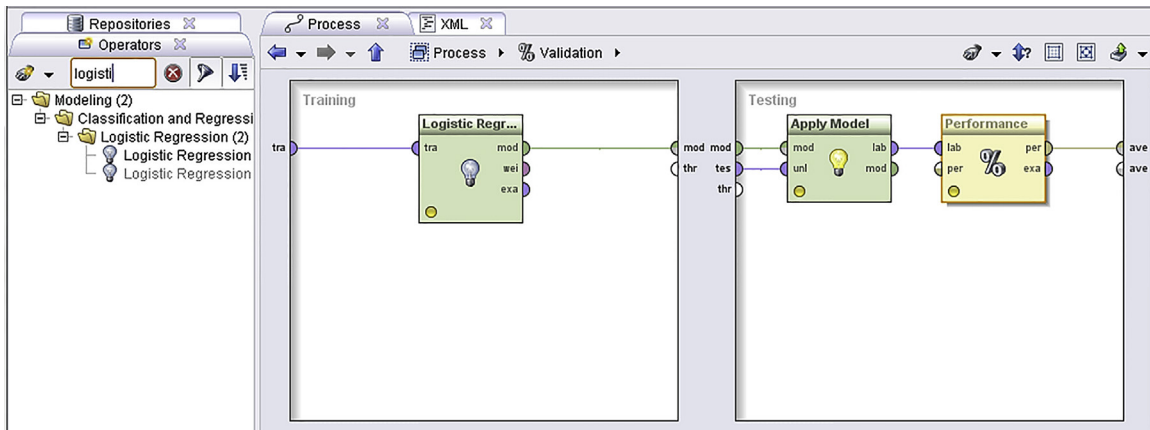 Repositories
Operators
logisti
Modeling (2)
Classification and Regressi
Logistic Regression (2)
Logistic Regression
Logistic Regression
Process XML
Process Validation
Training
Logistic Regr...
tra tra mod mod
wei thr
exa
Testing
Apply Model Performance
mod mod lab lab per ave
tes unl mod per exa ave
thr